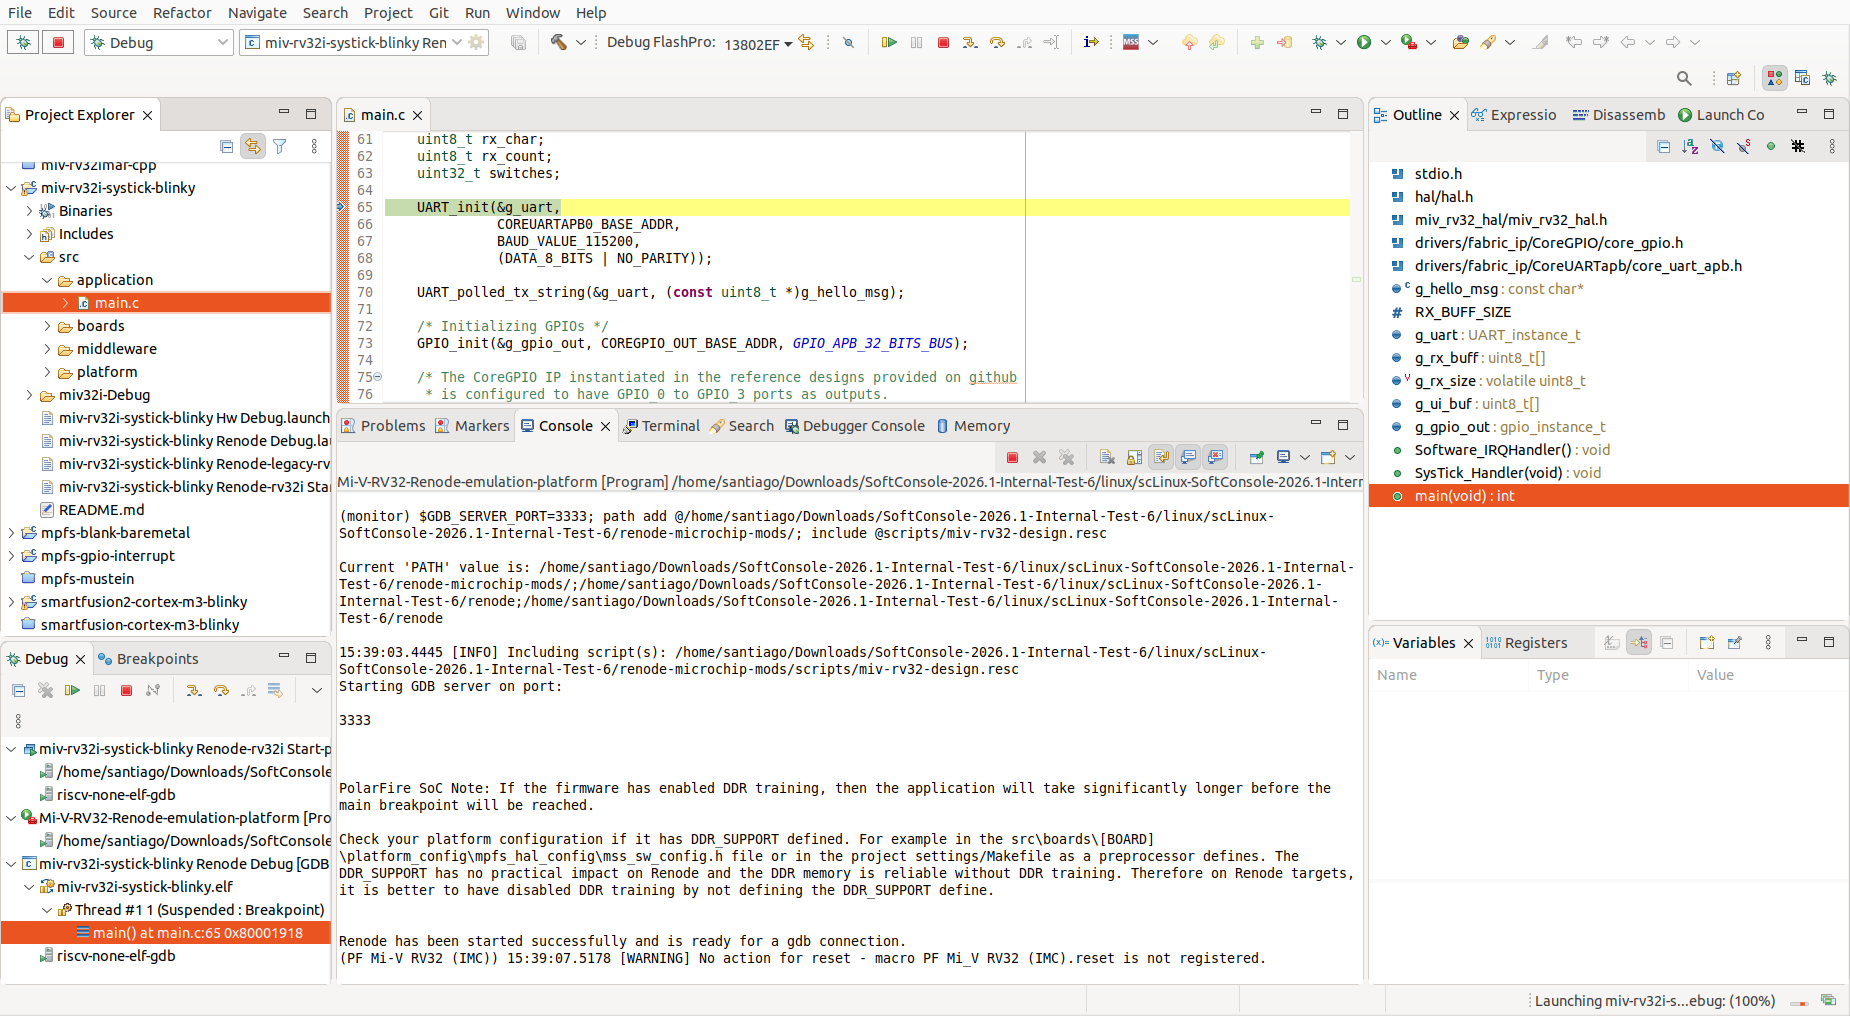 File Edit Source Refactor Navigate Search Project Git Run Window Help
Debug
miv-rv32i-systick-blinky Ren
Debug FlashPro: 13802EF
Project Explorer
miv-rv32imar-cpp
miv-rv32i-systick-blinky
Binaries
Includes
src
application
main.c
boards
middleware
platform
miv32i-Debug
miv-rv32i-systick-blinky Hw Debug.launch
miv-rv32i-systick-blinky Renode Debug.la
miv-rv32i-systick-blinky Renode-legacy-rv
miv-rv32i-systick-blinky Renode-rv32i Sta
README.md
mpfs-blank-baremetal
mpfs-gpio-interrupt
mpfs-mustein
smartfusion2-cortex-m3-blinky
smartfusion-cortex-m3-blinky
Debug Breakpoints
miv-rv32i-systick-blinky Renode-rv32i Start-p
/home/santiago/Downloads/SoftConsole
riscv-none-elf-gdb
Mi-V-RV32-Renode-emulation-platform [Pro
/home/santiago/Downloads/SoftConsole
miv-rv32i-systick-blinky Renode Debug [GDB
miv-rv32i-systick-blinky.elf
Thread #1 1 (Suspended : Breakpoint)
main() at main.c:65 0x80001918
riscv-none-elf-gdb
main.c
61 uint8_t rx_char;
62 uint8_t rx_count;
63 uint32_t switches;
64
65 UART_init(&g_uart,
66 COREUARTAPB0_BASE_ADDR,
67 BAUD_VALUE_115200,
68 (DATA_8_BITS | NO_PARITY));
69
70 UART_polled_tx_string(&g_uart, (const uint8_t *)g_hello_msg);
71
72 /* Initializing GPIOs */
73 GPIO_init(&g_gpio_out, COREGPIO_OUT_BASE_ADDR, GPIO_APB_32_BITS_BUS);
74
75 /* The CoreGPIO IP instantiated in the reference designs provided on github
76 * is configured to have GPIO_0 to GPIO_3 ports as outputs.
Problems Markers Console Terminal Search Debugger Console Memory
Mi-V-RV32-Renode-emulation-platform [Program] /home/santiago/Downloads/SoftConsole-2026.1-Internal-Test-6/linux/scLinux-SoftConsole-2026.1-Interr
(monitor) $GDB_SERVER_PORT=3333; path add @/home/santiago/Downloads/SoftConsole-2026.1-Internal-Test-6/linux/scLinux-
SoftConsole-2026.1-Internal-Test-6/renode-microchip-mods/; include @scripts/miv-rv32-design.resc
Current 'PATH' value is: /home/santiago/Downloads/SoftConsole-2026.1-Internal-Test-6/linux/scLinux-SoftConsole-2026.1-Internal-
Test-6/renode-microchip-mods/;/home/santiago/Downloads/SoftConsole-2026.1-Internal-Test-6/linux/scLinux-SoftConsole-2026.1-
Internal-Test-6/renode;/home/santiago/Downloads/SoftConsole-2026.1-Internal-Test-6/linux/scLinux-SoftConsole-2026.1-Internal-
Test-6/renode
15:39:03.4445 [INFO] Including script(s): /home/santiago/Downloads/SoftConsole-2026.1-Internal-Test-6/linux/scLinux-
SoftConsole-2026.1-Internal-Test-6/renode-microchip-mods/scripts/miv-rv32-design.resc
Starting GDB server on port:
3333
PolarFire SoC Note: If the firmware has enabled DDR training, then the application will take significantly longer before the
main breakpoint will be reached.
Check your platform configuration if it has DDR_SUPPORT defined. For example in the src\boards\[BOARD]
\platform_config\mpfs_hal_config\mss_sw_config.h file or in the project settings/Makefile as a preprocessor defines. The
DDR_SUPPORT has no practical impact on Renode and the DDR memory is reliable without DDR training. Therefore on Renode targets,
it is better to have disabled DDR training by not defining the DDR_SUPPORT define.
Renode has been started successfully and is ready for a gdb connection.
(PF Mi-V RV32 (IMC)) 15:39:07.5178 [WARNING] No action for reset - macro PF Mi_V RV32 (IMC).reset is not registered.
Outline Expressio Disassemb Launch Co
stdio.h
hal/hal.h
miv_rv32_hal/miv_rv32_hal.h
drivers/fabric_ip/CoreGPIO/core_gpio.h
drivers/fabric_ip/CoreUARTapb/core_uart_apb.h
g_hello_msg : const char*
RX_BUFF_SIZE
g_uart : UART_instance_t
g_rx_buff : uint8_t[]
g_rx_size : volatile uint8_t
g_ui_buf : uint8_t[]
g_gpio_out : gpio_instance_t
Software_IRQHandler() : void
SysTick_Handler(void) : void
main(void) : int
Variables Registers
Name Type Value
Launching miv-rv32i-s...ebug: (100%)